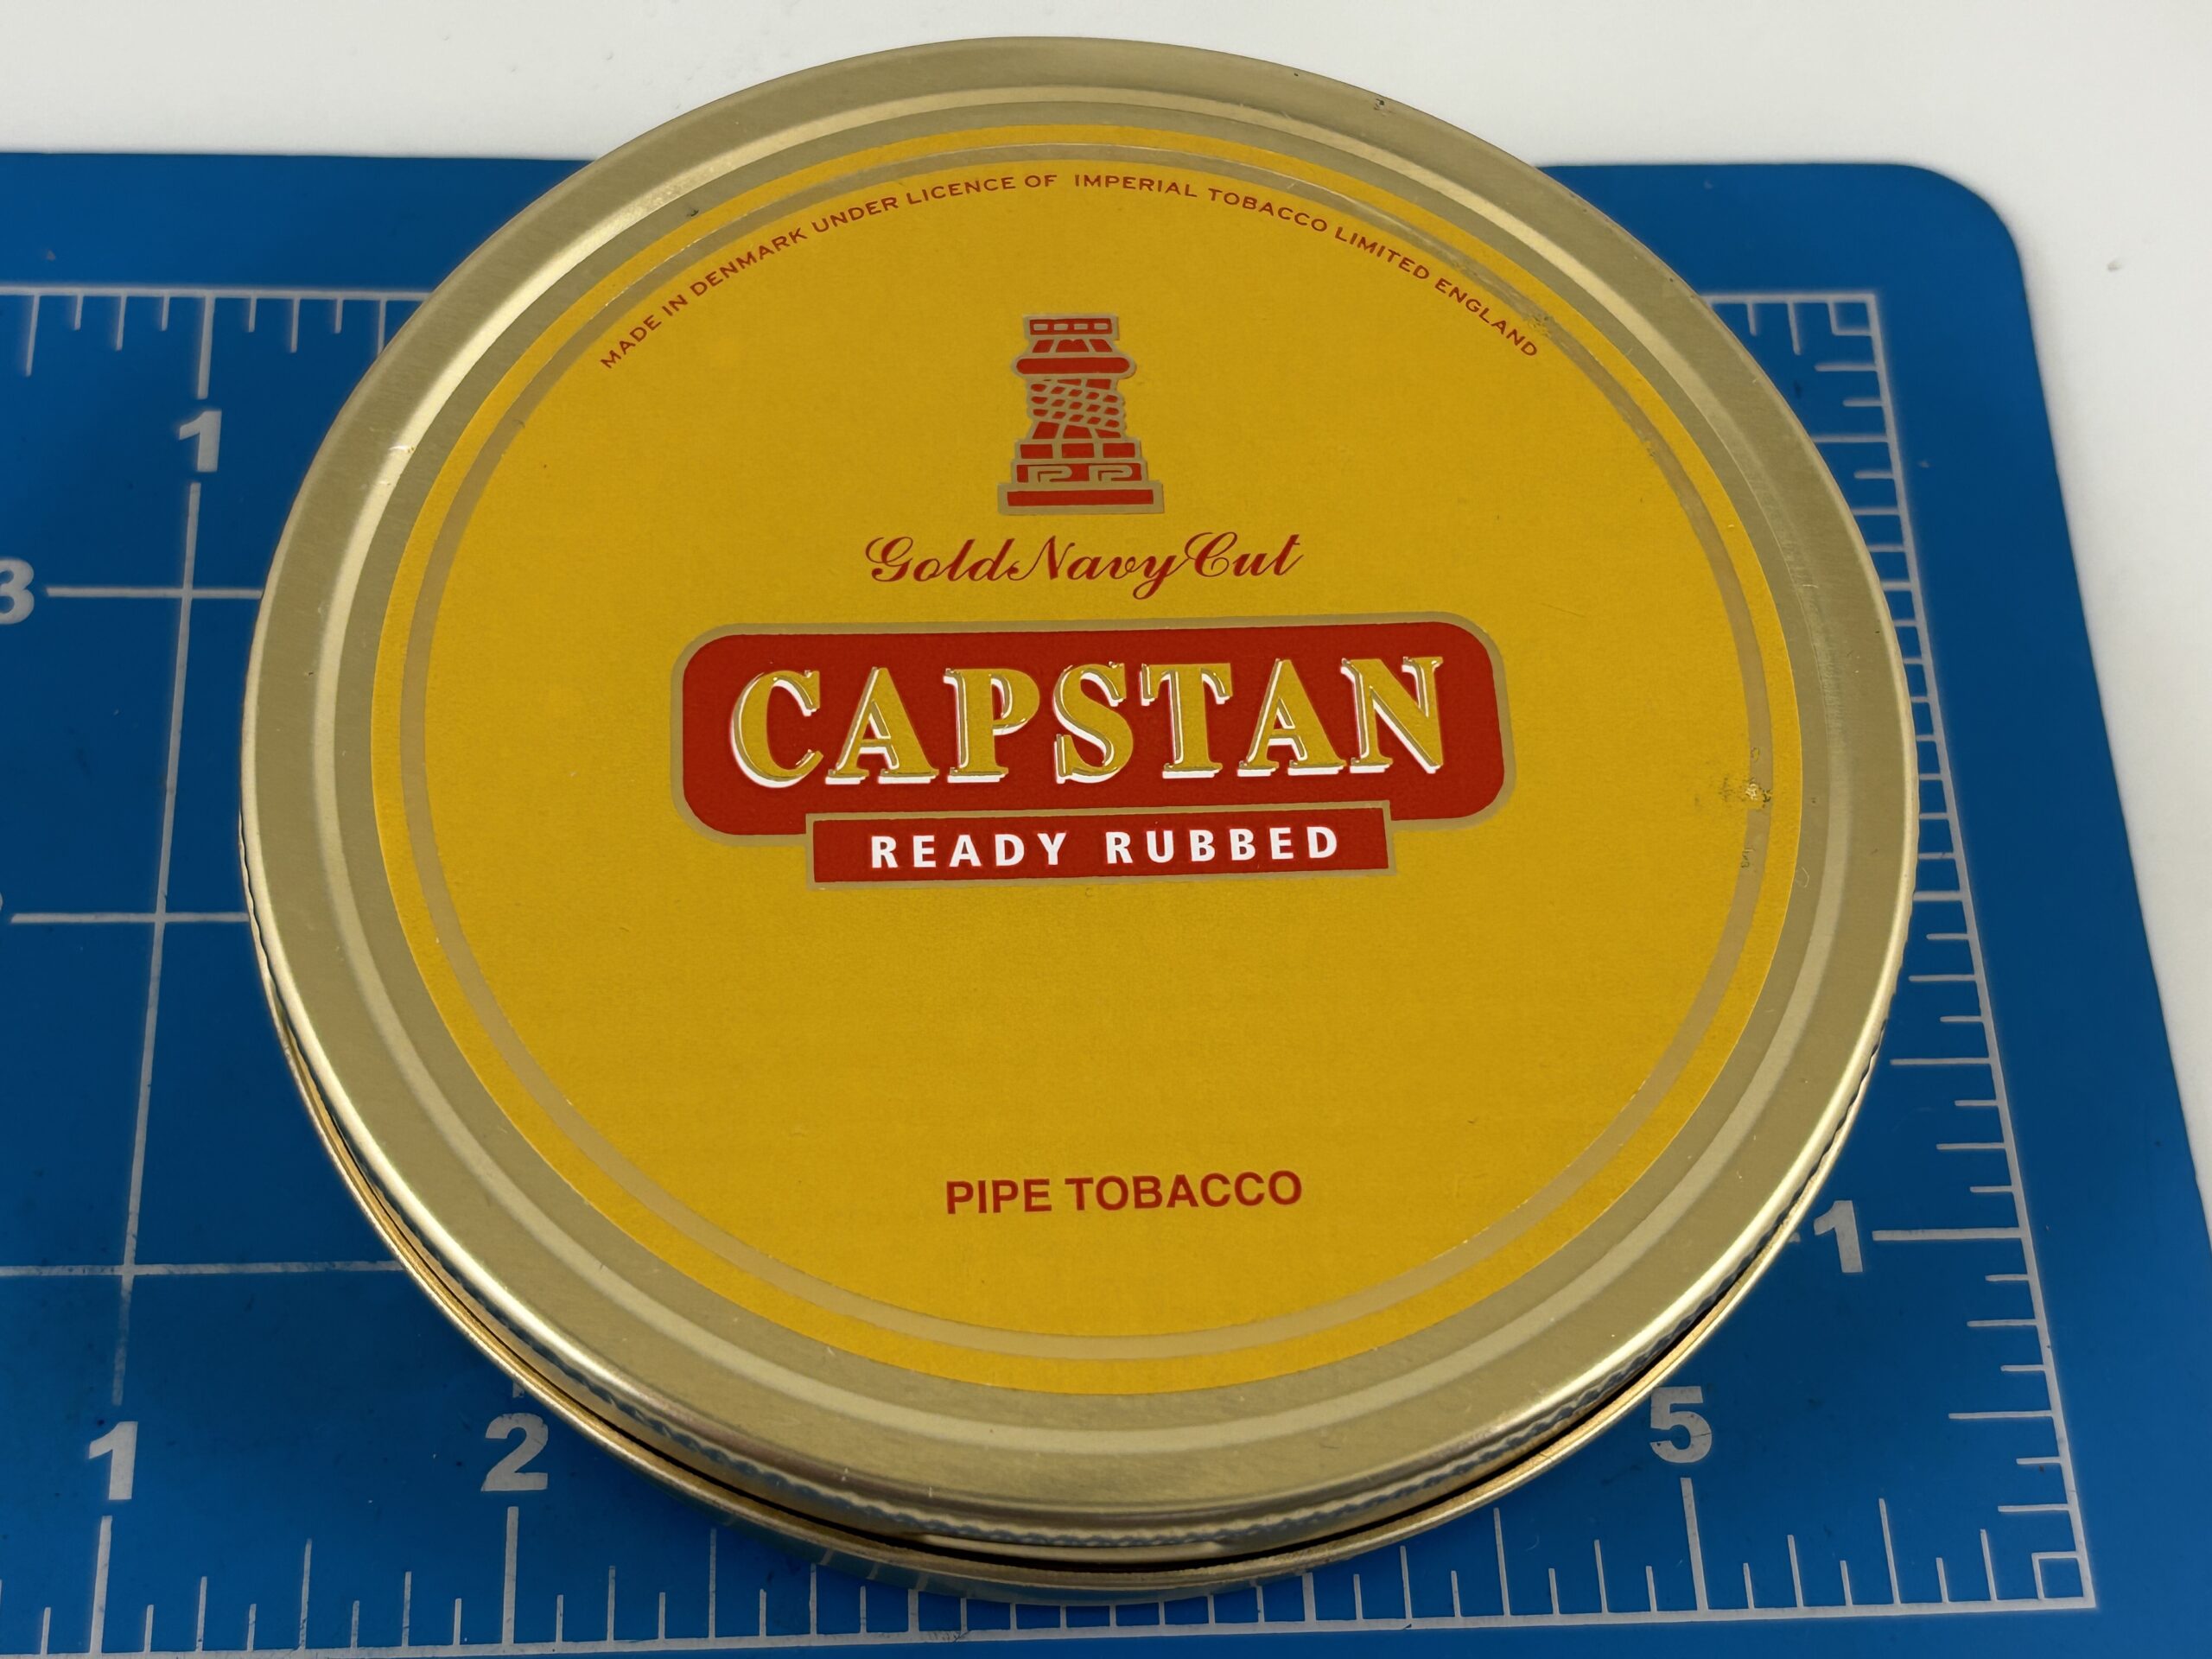 MADE IN DENMARK UNDER LICENCE OF IMPERIAL TOBACCO LIMITED ENGLAND
1
3
Gold Navy Cut
CAPSTAN
READY RUBBED
PIPE TOBACCO
1
1
2
5